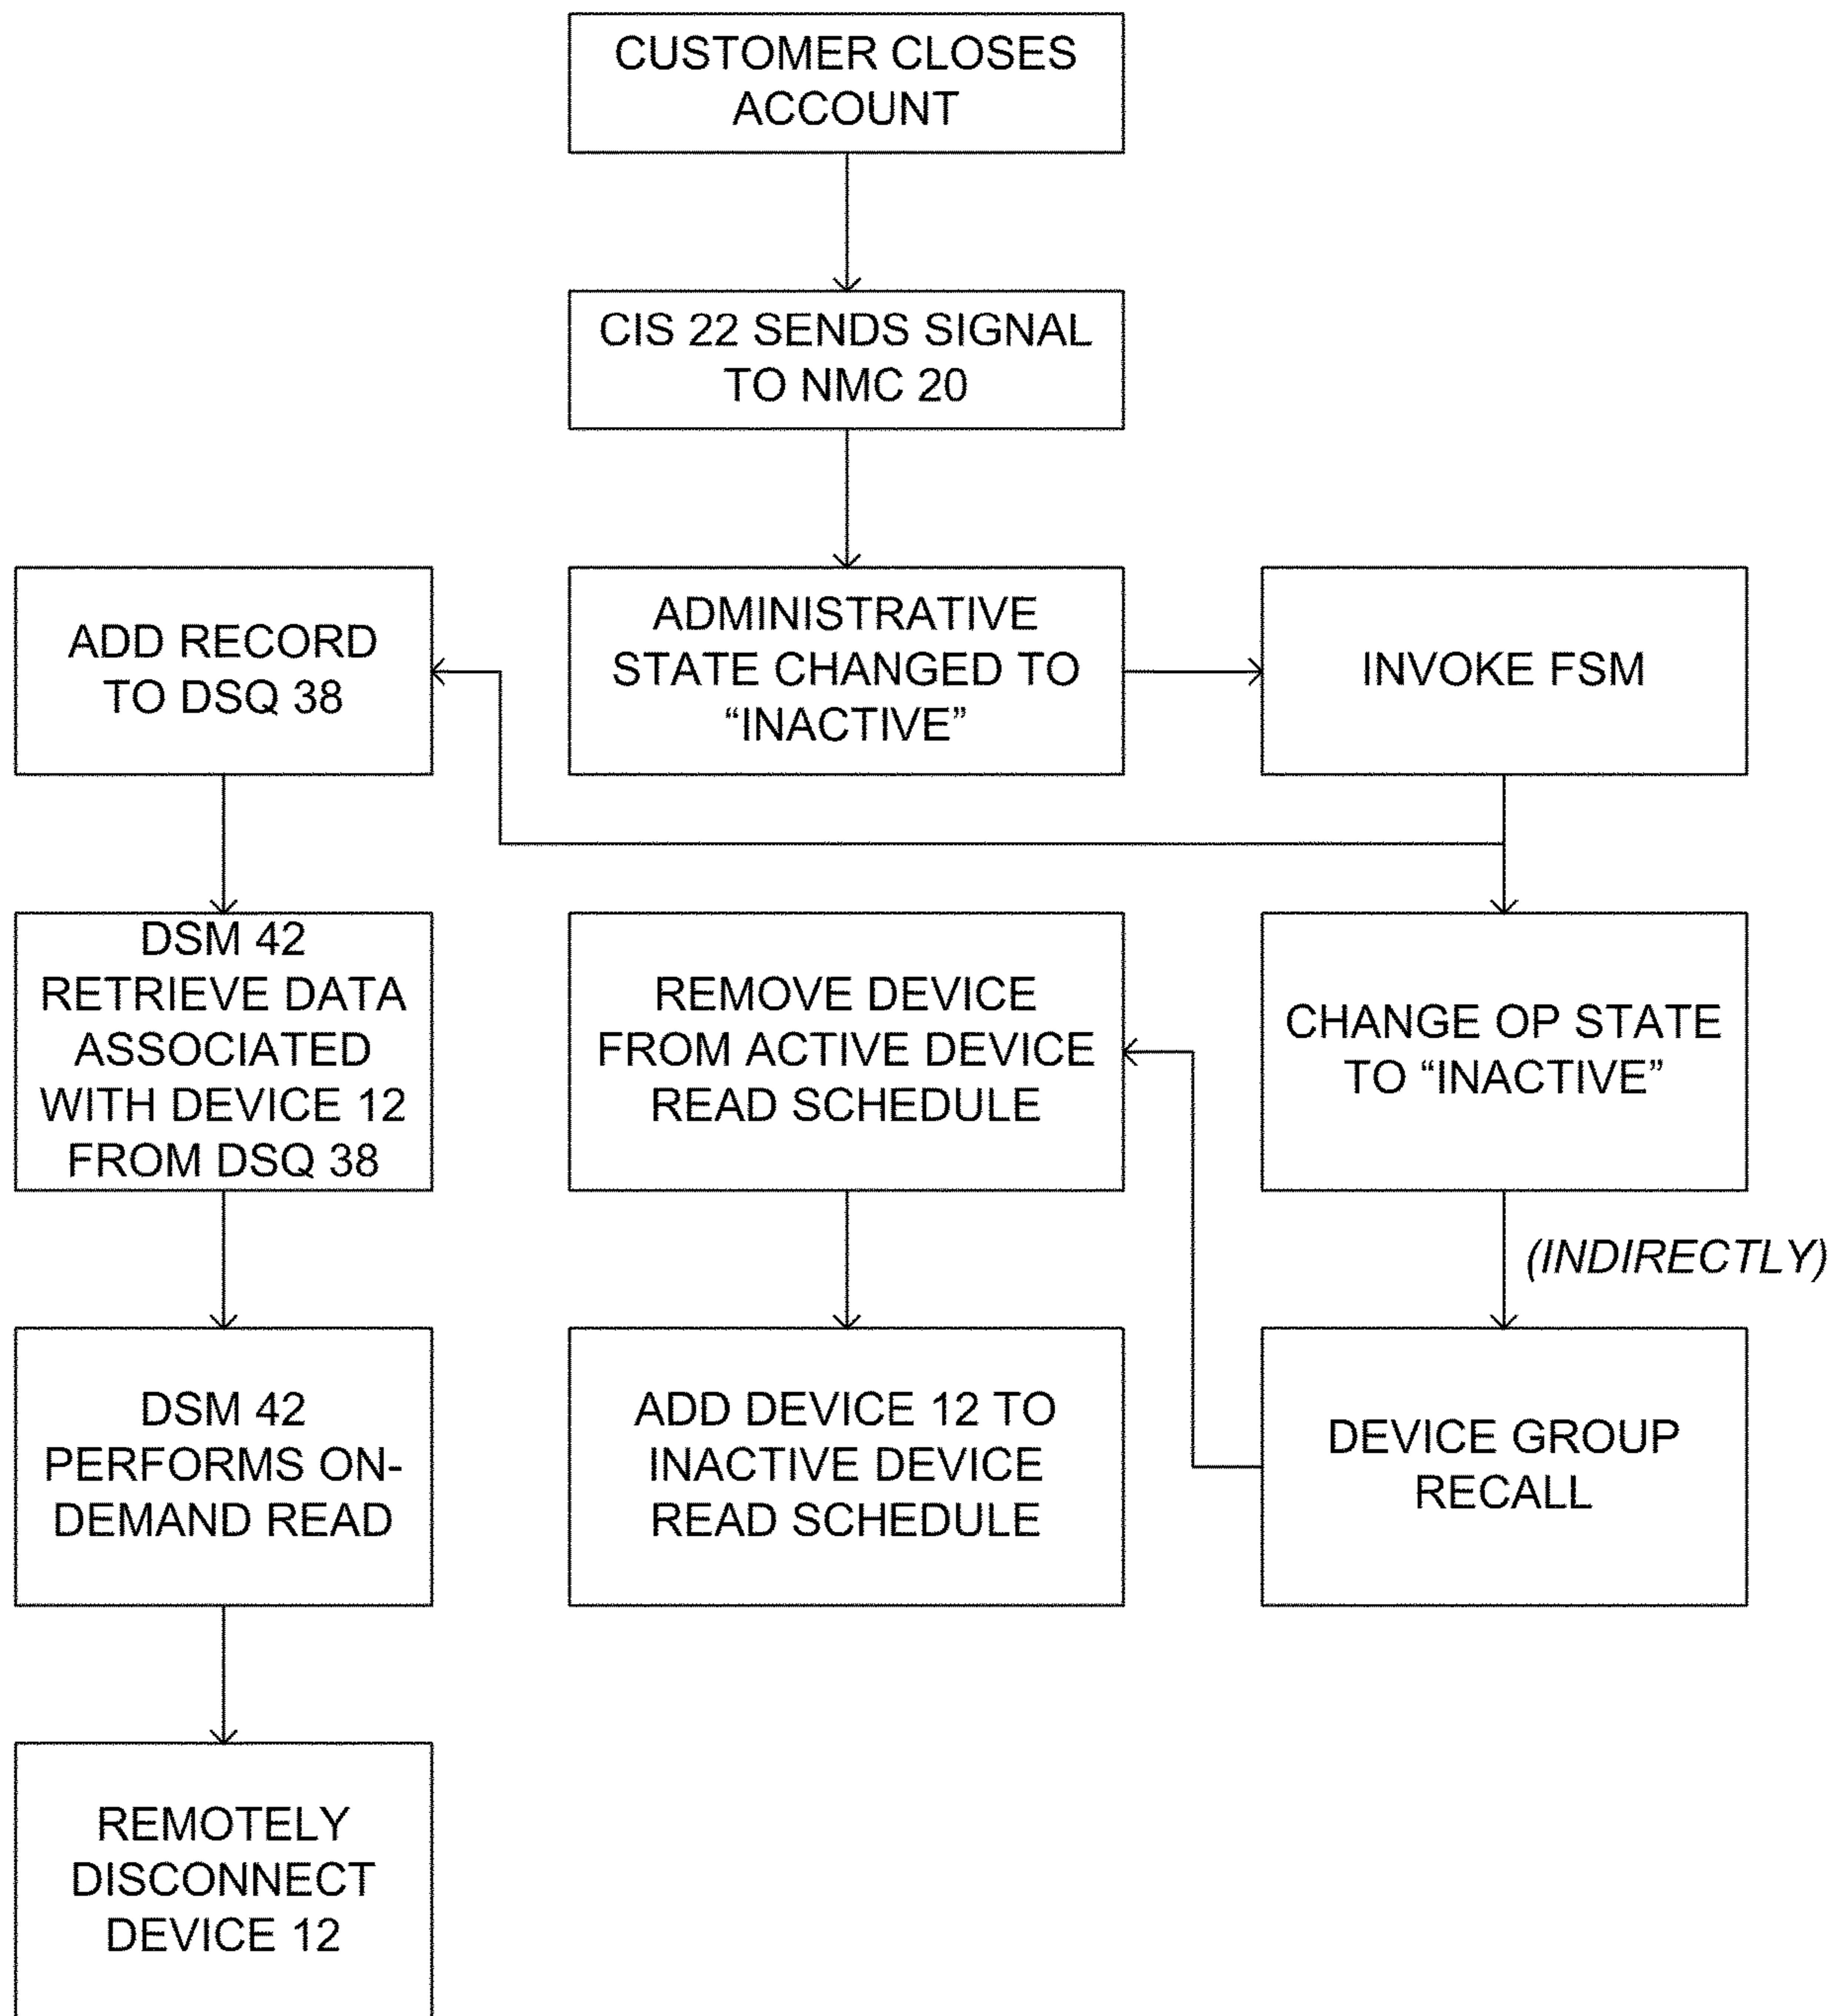 CUSTOMER CLOSES
ACCOUNT
CIS 22 SENDS SIGNAL
TO NMC 20
ADD RECORD
TO DSQ 38
ADMINISTRATIVE
STATE CHANGED TO
“INACTIVE”
INVOKE FSM
DSM 42
RETRIEVE DATA
ASSOCIATED
WITH DEVICE 12
FROM DSQ 38
REMOVE DEVICE
FROM ACTIVE DEVICE
READ SCHEDULE
CHANGE OP STATE
TO “INACTIVE”
(INDIRECTLY)
DSM 42
PERFORMS ON-
DEMAND READ
ADD DEVICE 12 TO
INACTIVE DEVICE
READ SCHEDULE
DEVICE GROUP
RECALL
REMOTELY
DISCONNECT
DEVICE 12